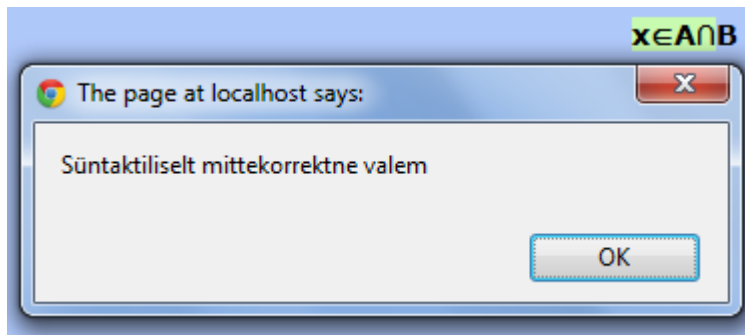 x∈A∩B
The page at localhost says:
Süntaktiliselt mittekorrektne valem
OK